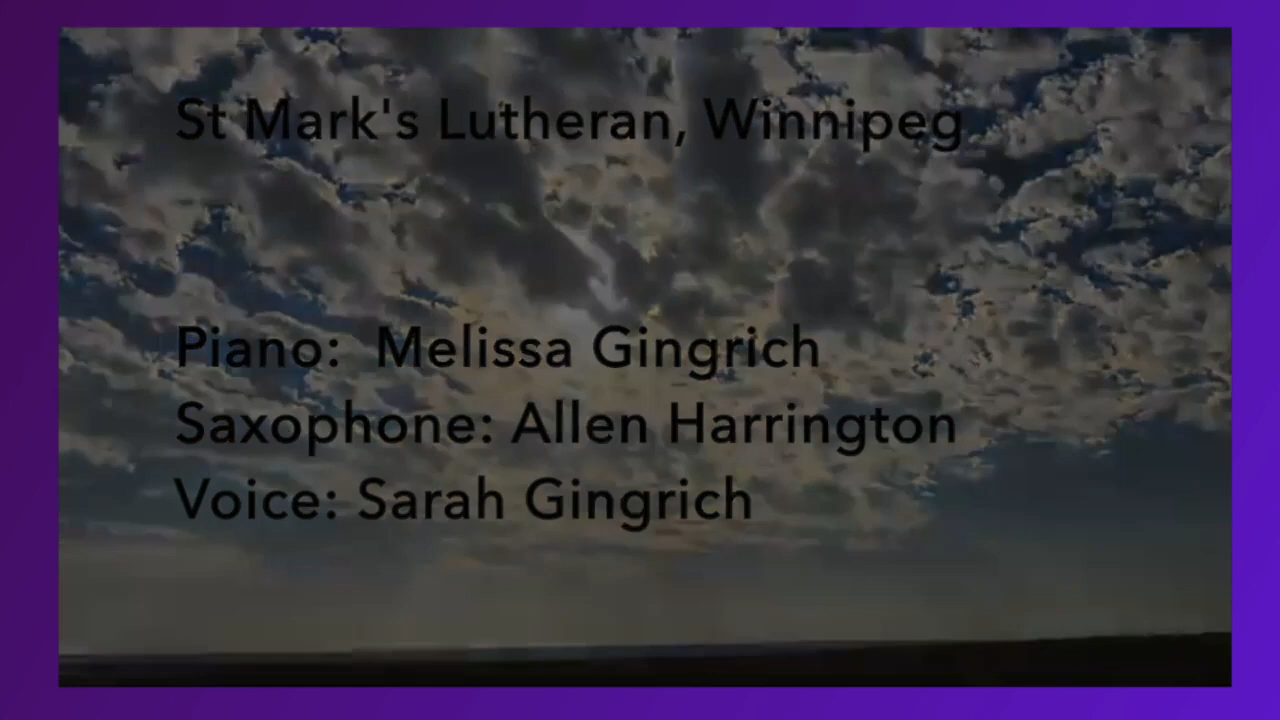 St Mark's Lutheran, Winnipeg
Piano: Melissa Gingrich
Saxophone: Allen Harrington
Voice: Sarah Gingrich